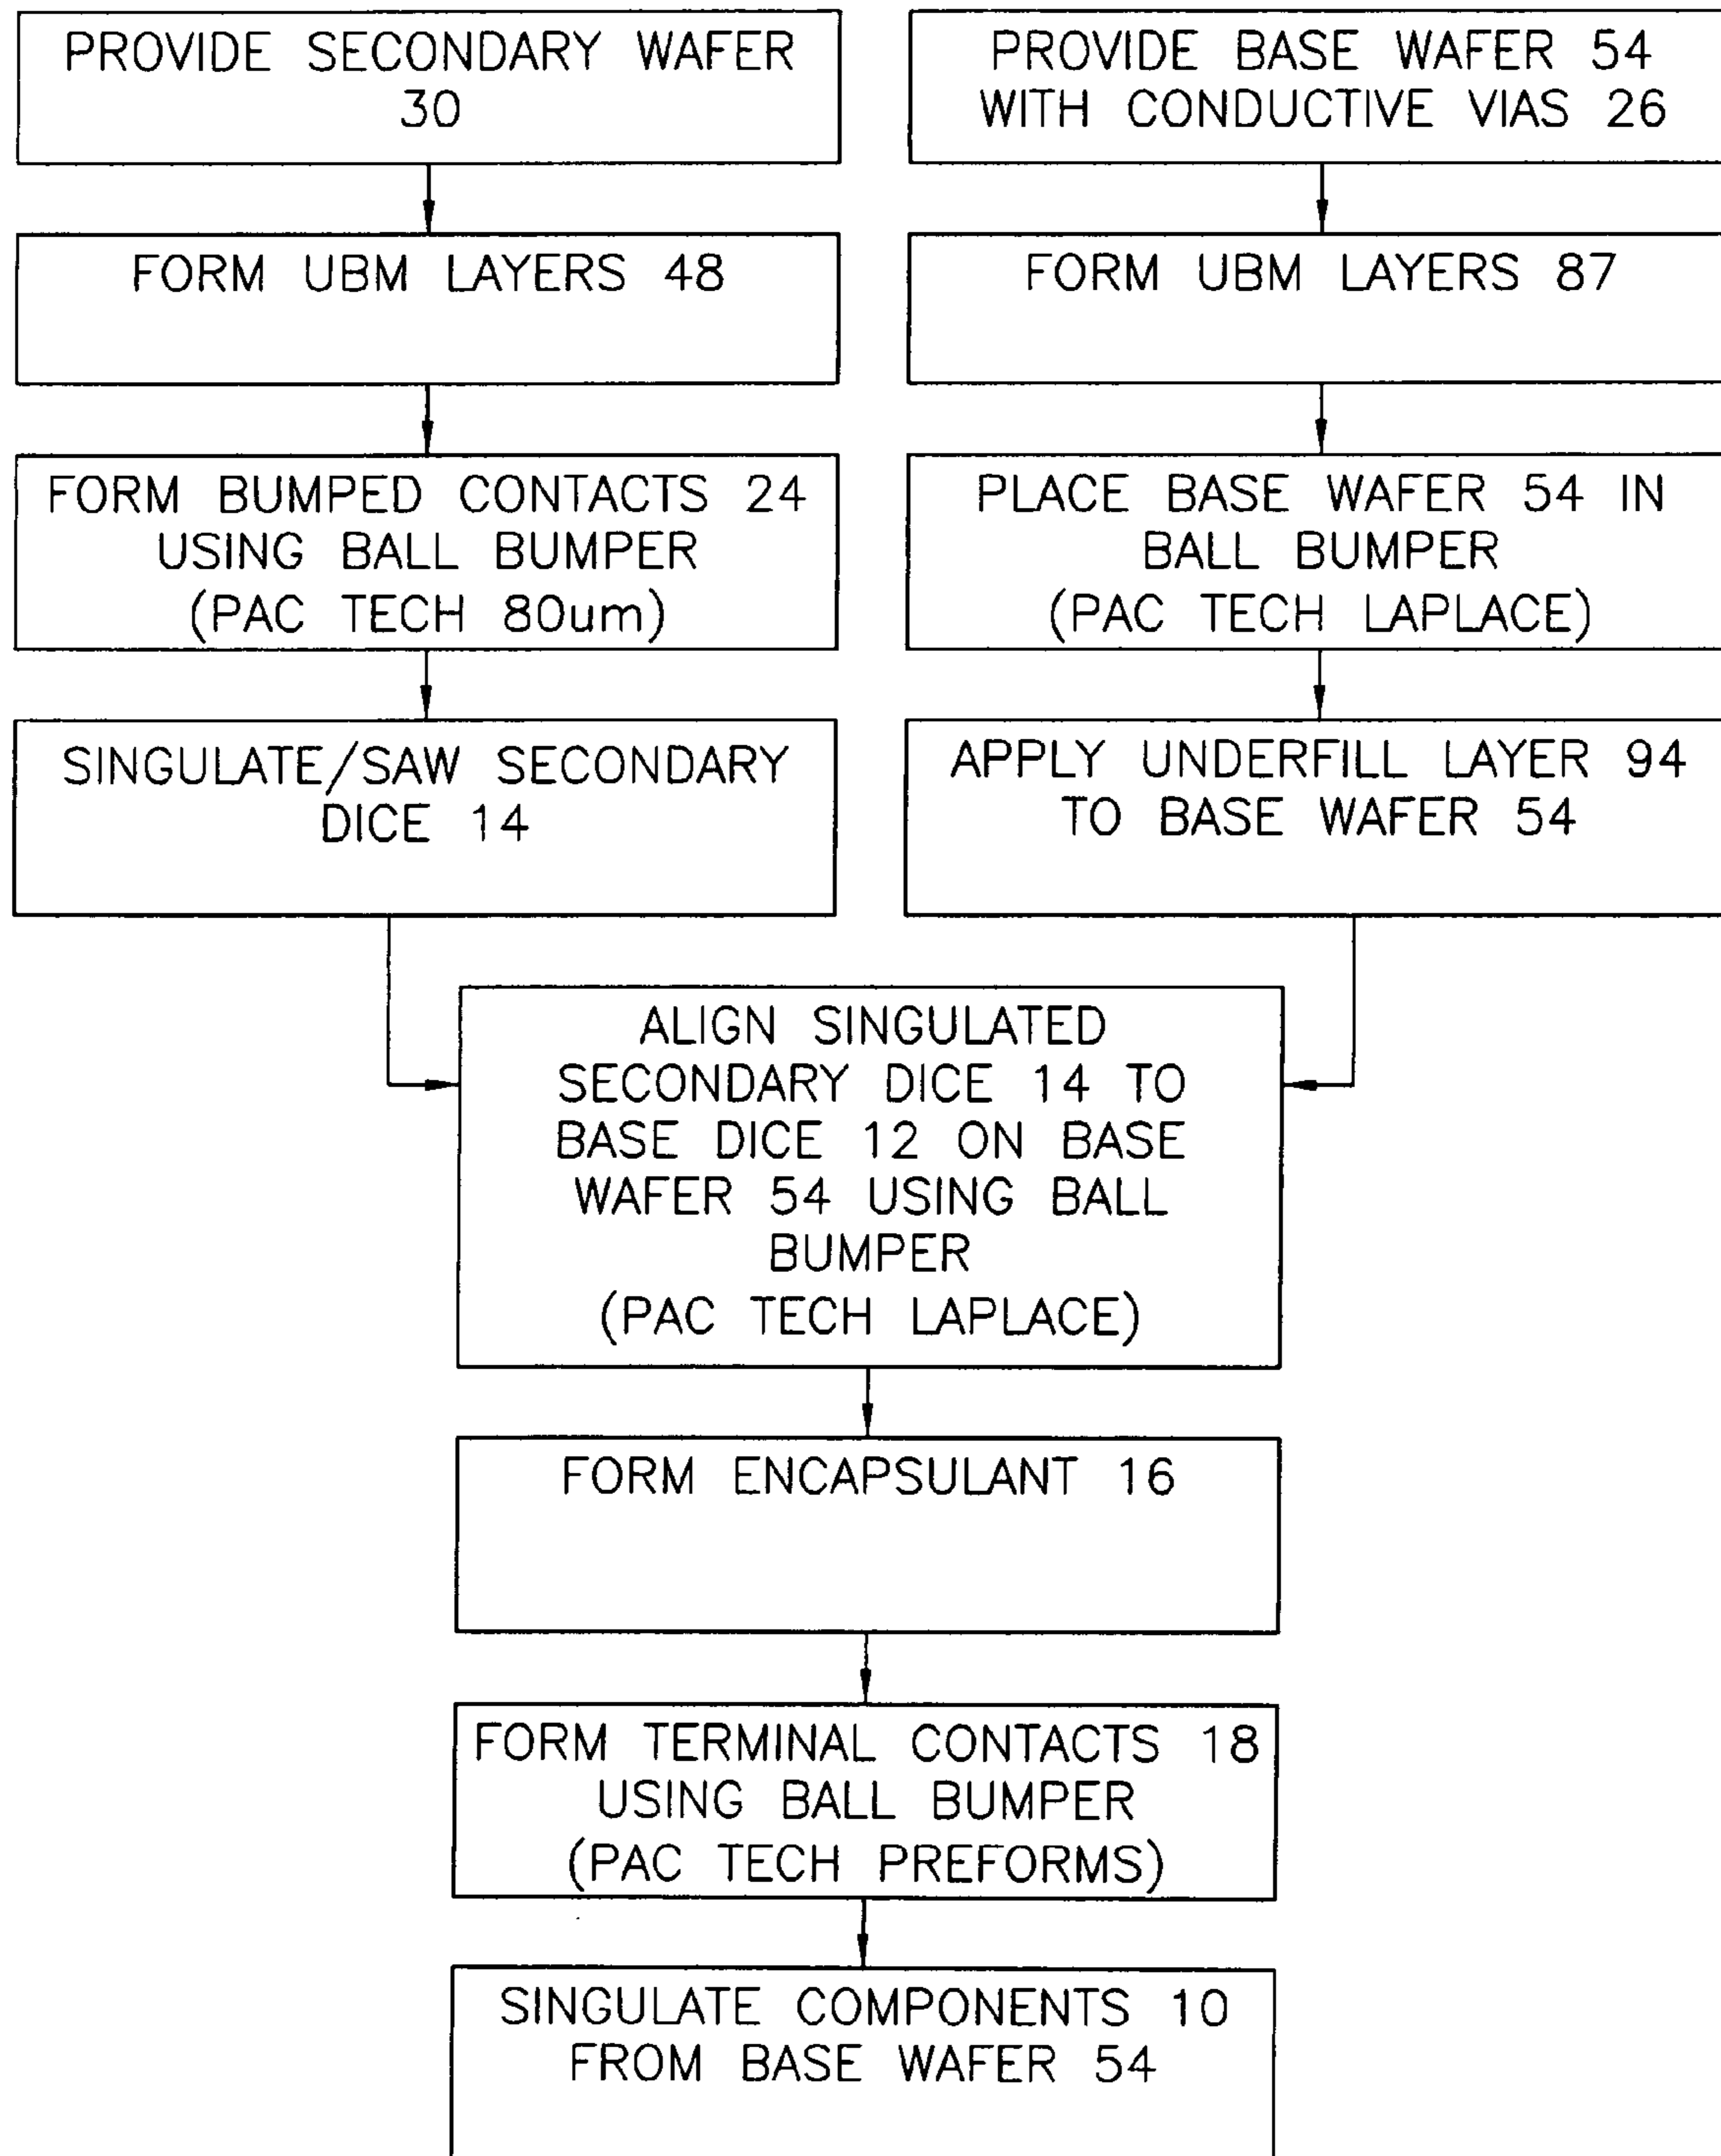 PROVIDE SECONDARY WAFER
30
FORM UBM LAYERS 48
FORM BUMPED CONTACTS 24
USING BALL BUMPER
(PAC TECH 80um)
SINGULATE/SAW SECONDARY
DICE 14
PROVIDE BASE WAFER 54
WITH CONDUCTIVE VIAS 26
FORM UBM LAYERS 87
PLACE BASE WAFER 54 IN
BALL BUMPER
(PAC TECH LAPLACE)
APPLY UNDERFILL LAYER 94
TO BASE WAFER 54
ALIGN SINGULATED
SECONDARY DICE 14 TO
BASE DICE 12 ON BASE
WAFER 54 USING BALL
BUMPER
(PAC TECH LAPLACE)
FORM ENCAPSULANT 16
FORM TERMINAL CONTACTS 18
USING BALL BUMPER
(PAC TECH PREFORMS)
SINGULATE COMPONENTS 10
FROM BASE WAFER 54